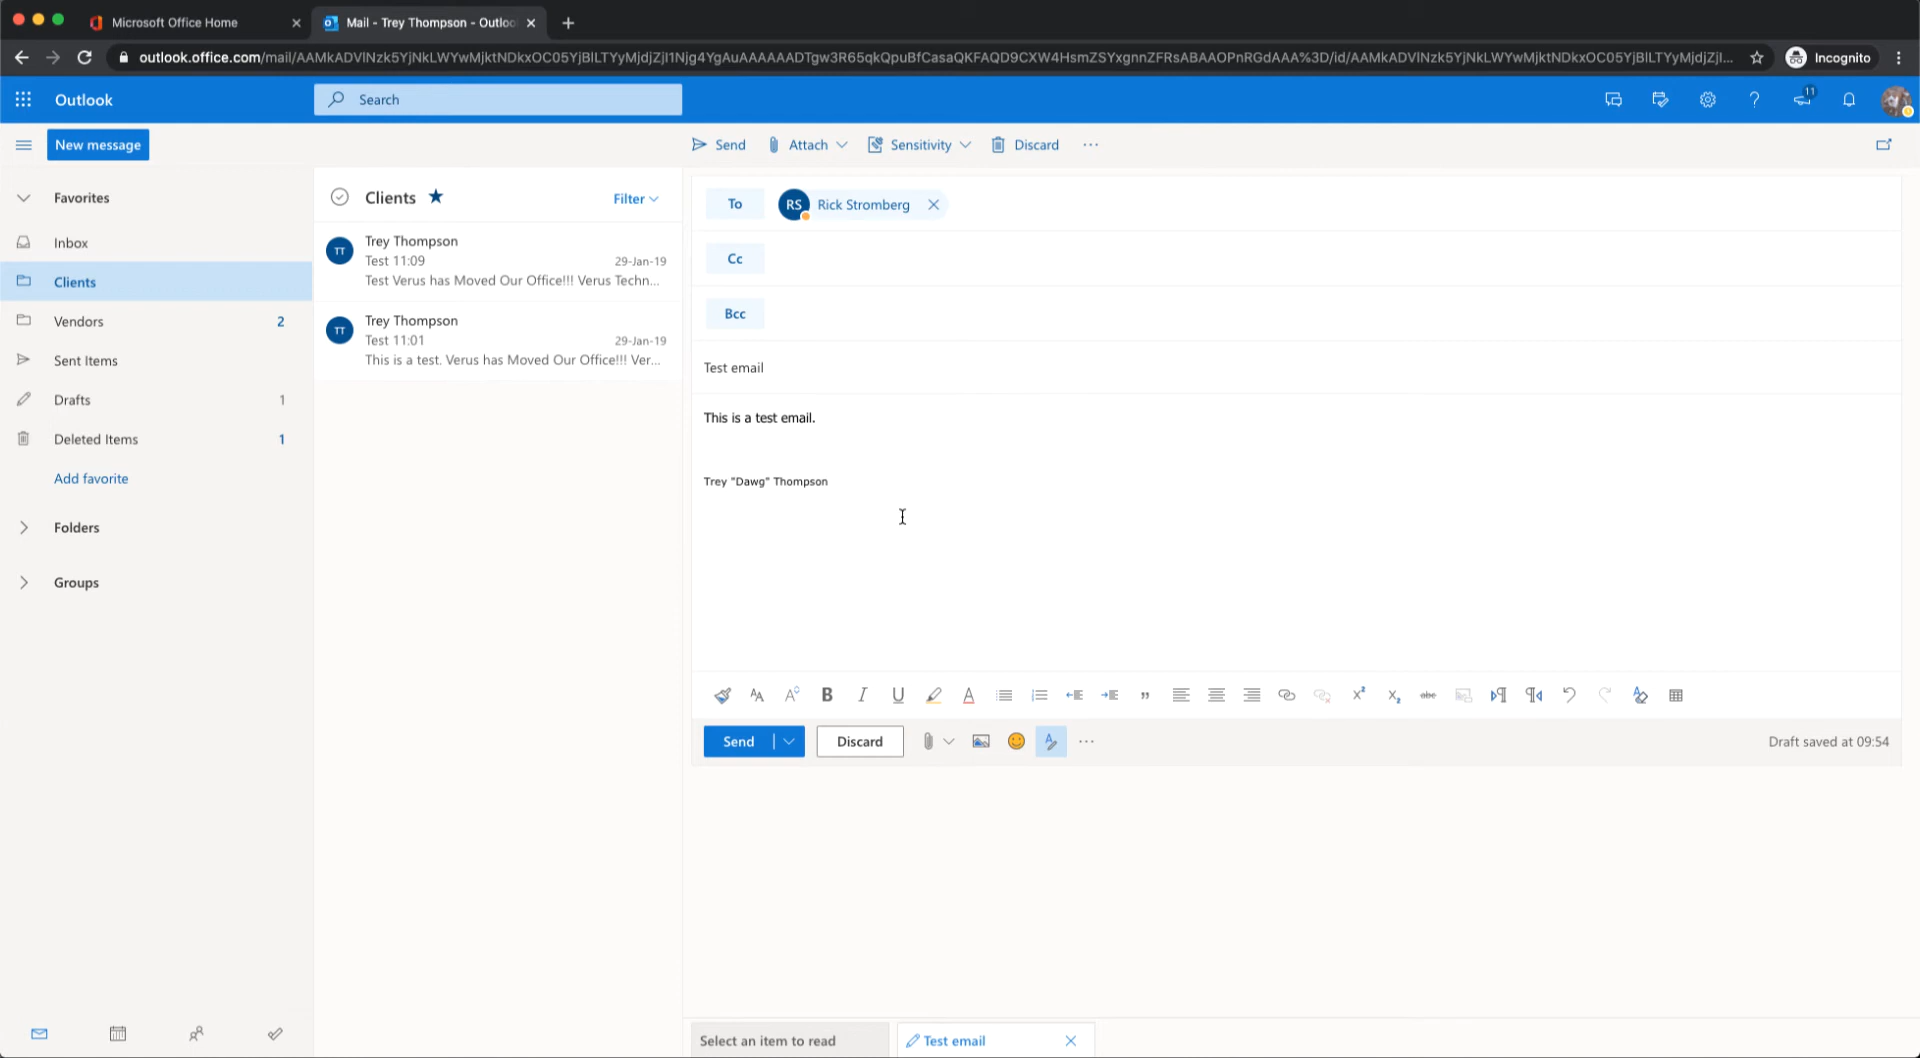 Microsoft Office Home
Mail - Trey Thompson - Outloo
outlook.office.com/mail/AAMkADVlNzk5YjNkLWYwMjktNDkxOC05YjBlLTYyMjdjZjI1Njg4YgAuAAAAAADTgw3R65qkQpuBfCasaQKFAQD9CXW4HsmZSYxgnnZFRsABAAOPnRGdAAA%3D/id/AAMkADVlNzk5YjNkLWYwMjktNDkxOC05YjBlLTYyMjdjZjI...
Incognito
Outlook
Search
11
New message
Send
Attach
Sensitivity
Discard
Favorites
Inbox
Clients
Vendors 2
Sent Items
Drafts 1
Deleted Items 1
Add favorite
Folders
Groups
Clients
Filter
TT
Trey Thompson
Test 11:09 29-Jan-19
Test Verus has Moved Our Office!!! Verus Techn...
TT
Trey Thompson
Test 11:01 29-Jan-19
This is a test. Verus has Moved Our Office!!! Ver...
To RS Rick Stromberg
Cc
Bcc
Test email
This is a test email.
Trey "Dawg" Thompson
Send
Discard
Draft saved at 09:54
Select an item to read
Test email